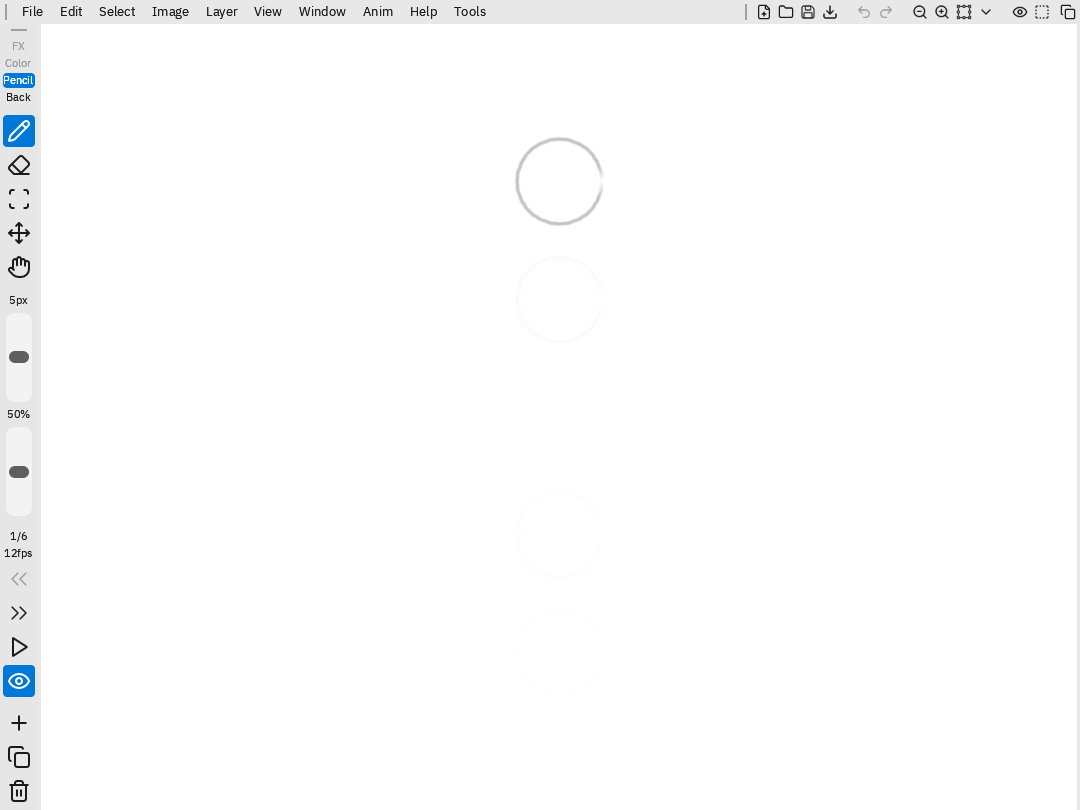 File Edit Select Image Layer View Window Anim Help Tools
FX
Color
Pencil
Back
5px
50%
1/6
12fps